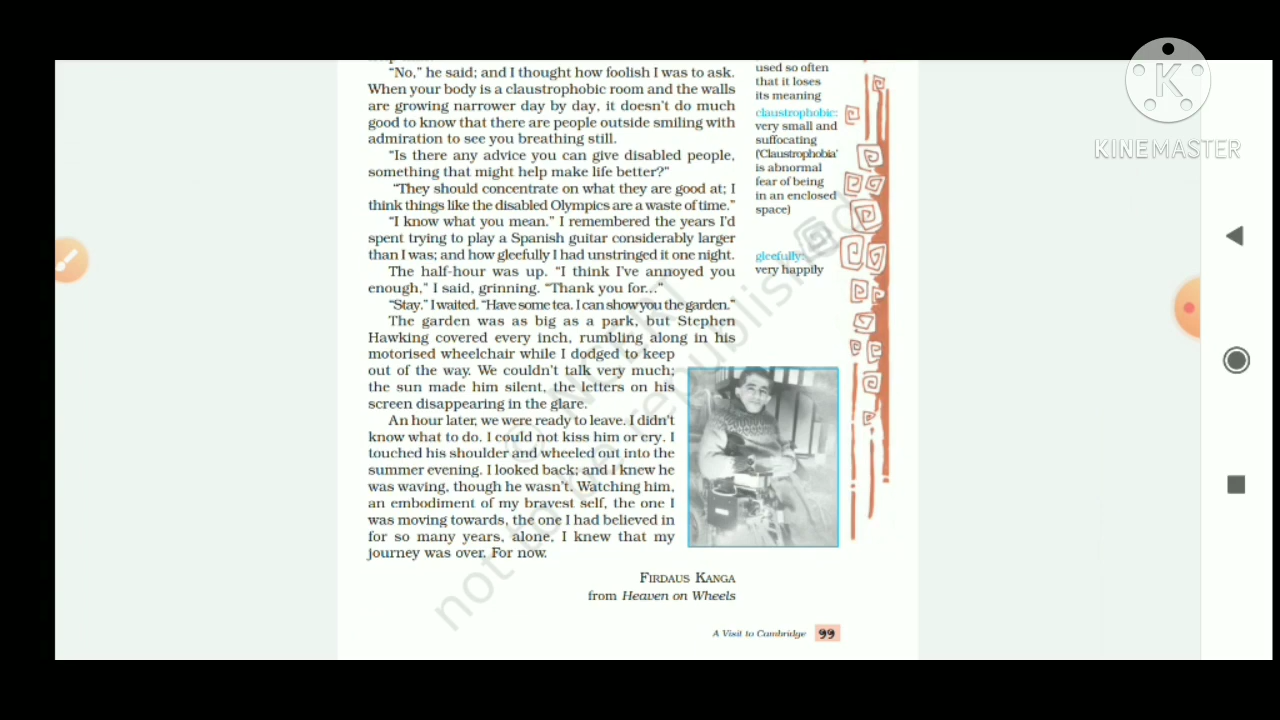 "No," he said; and I thought how foolish I was to ask.
When your body is a claustrophobic room and the walls
are growing narrower day by day, it doesn't do much
good to know that there are people outside smiling with
admiration to see you breathing still.
"Is there any advice you can give disabled people,
something that might help make life better?"
"They should concentrate on what they are good at; I
think things like the disabled Olympics are a waste of time."
"I know what you mean." I remembered the years I'd
spent trying to play a Spanish guitar considerably larger
than I was; and how gleefully I had unstringed it one night.
The half-hour was up. "I think I've annoyed you
enough," I said, grinning. "Thank you for..."
"Stay." I waited. "Have some tea. I can show you the garden."
The garden was as big as a park, but Stephen
Hawking covered every inch, rumbling along in his
motorised wheelchair while I dodged to keep
out of the way. We couldn't talk very much;
the sun made him silent, the letters on his
screen disappearing in the glare.
An hour later, we were ready to leave. I didn't
know what to do. I could not kiss him or cry. I
touched his shoulder and wheeled out into the
summer evening. I looked back; and I knew he
was waving, though he wasn't. Watching him,
an embodiment of my bravest self, the one I
was moving towards, the one I had believed in
for so many years, alone, I knew that my
journey was over. For now.
FIRDAUS KANGA
from Heaven on Wheels
used so often
that it loses
its meaning
claustrophobic:
very small and
suffocating
('Claustrophobia'
is abnormal
fear of being
in an enclosed
space)
gleefully:
very happily
A Visit to Cambridge 99
not to be republished
K
KINEMASTER